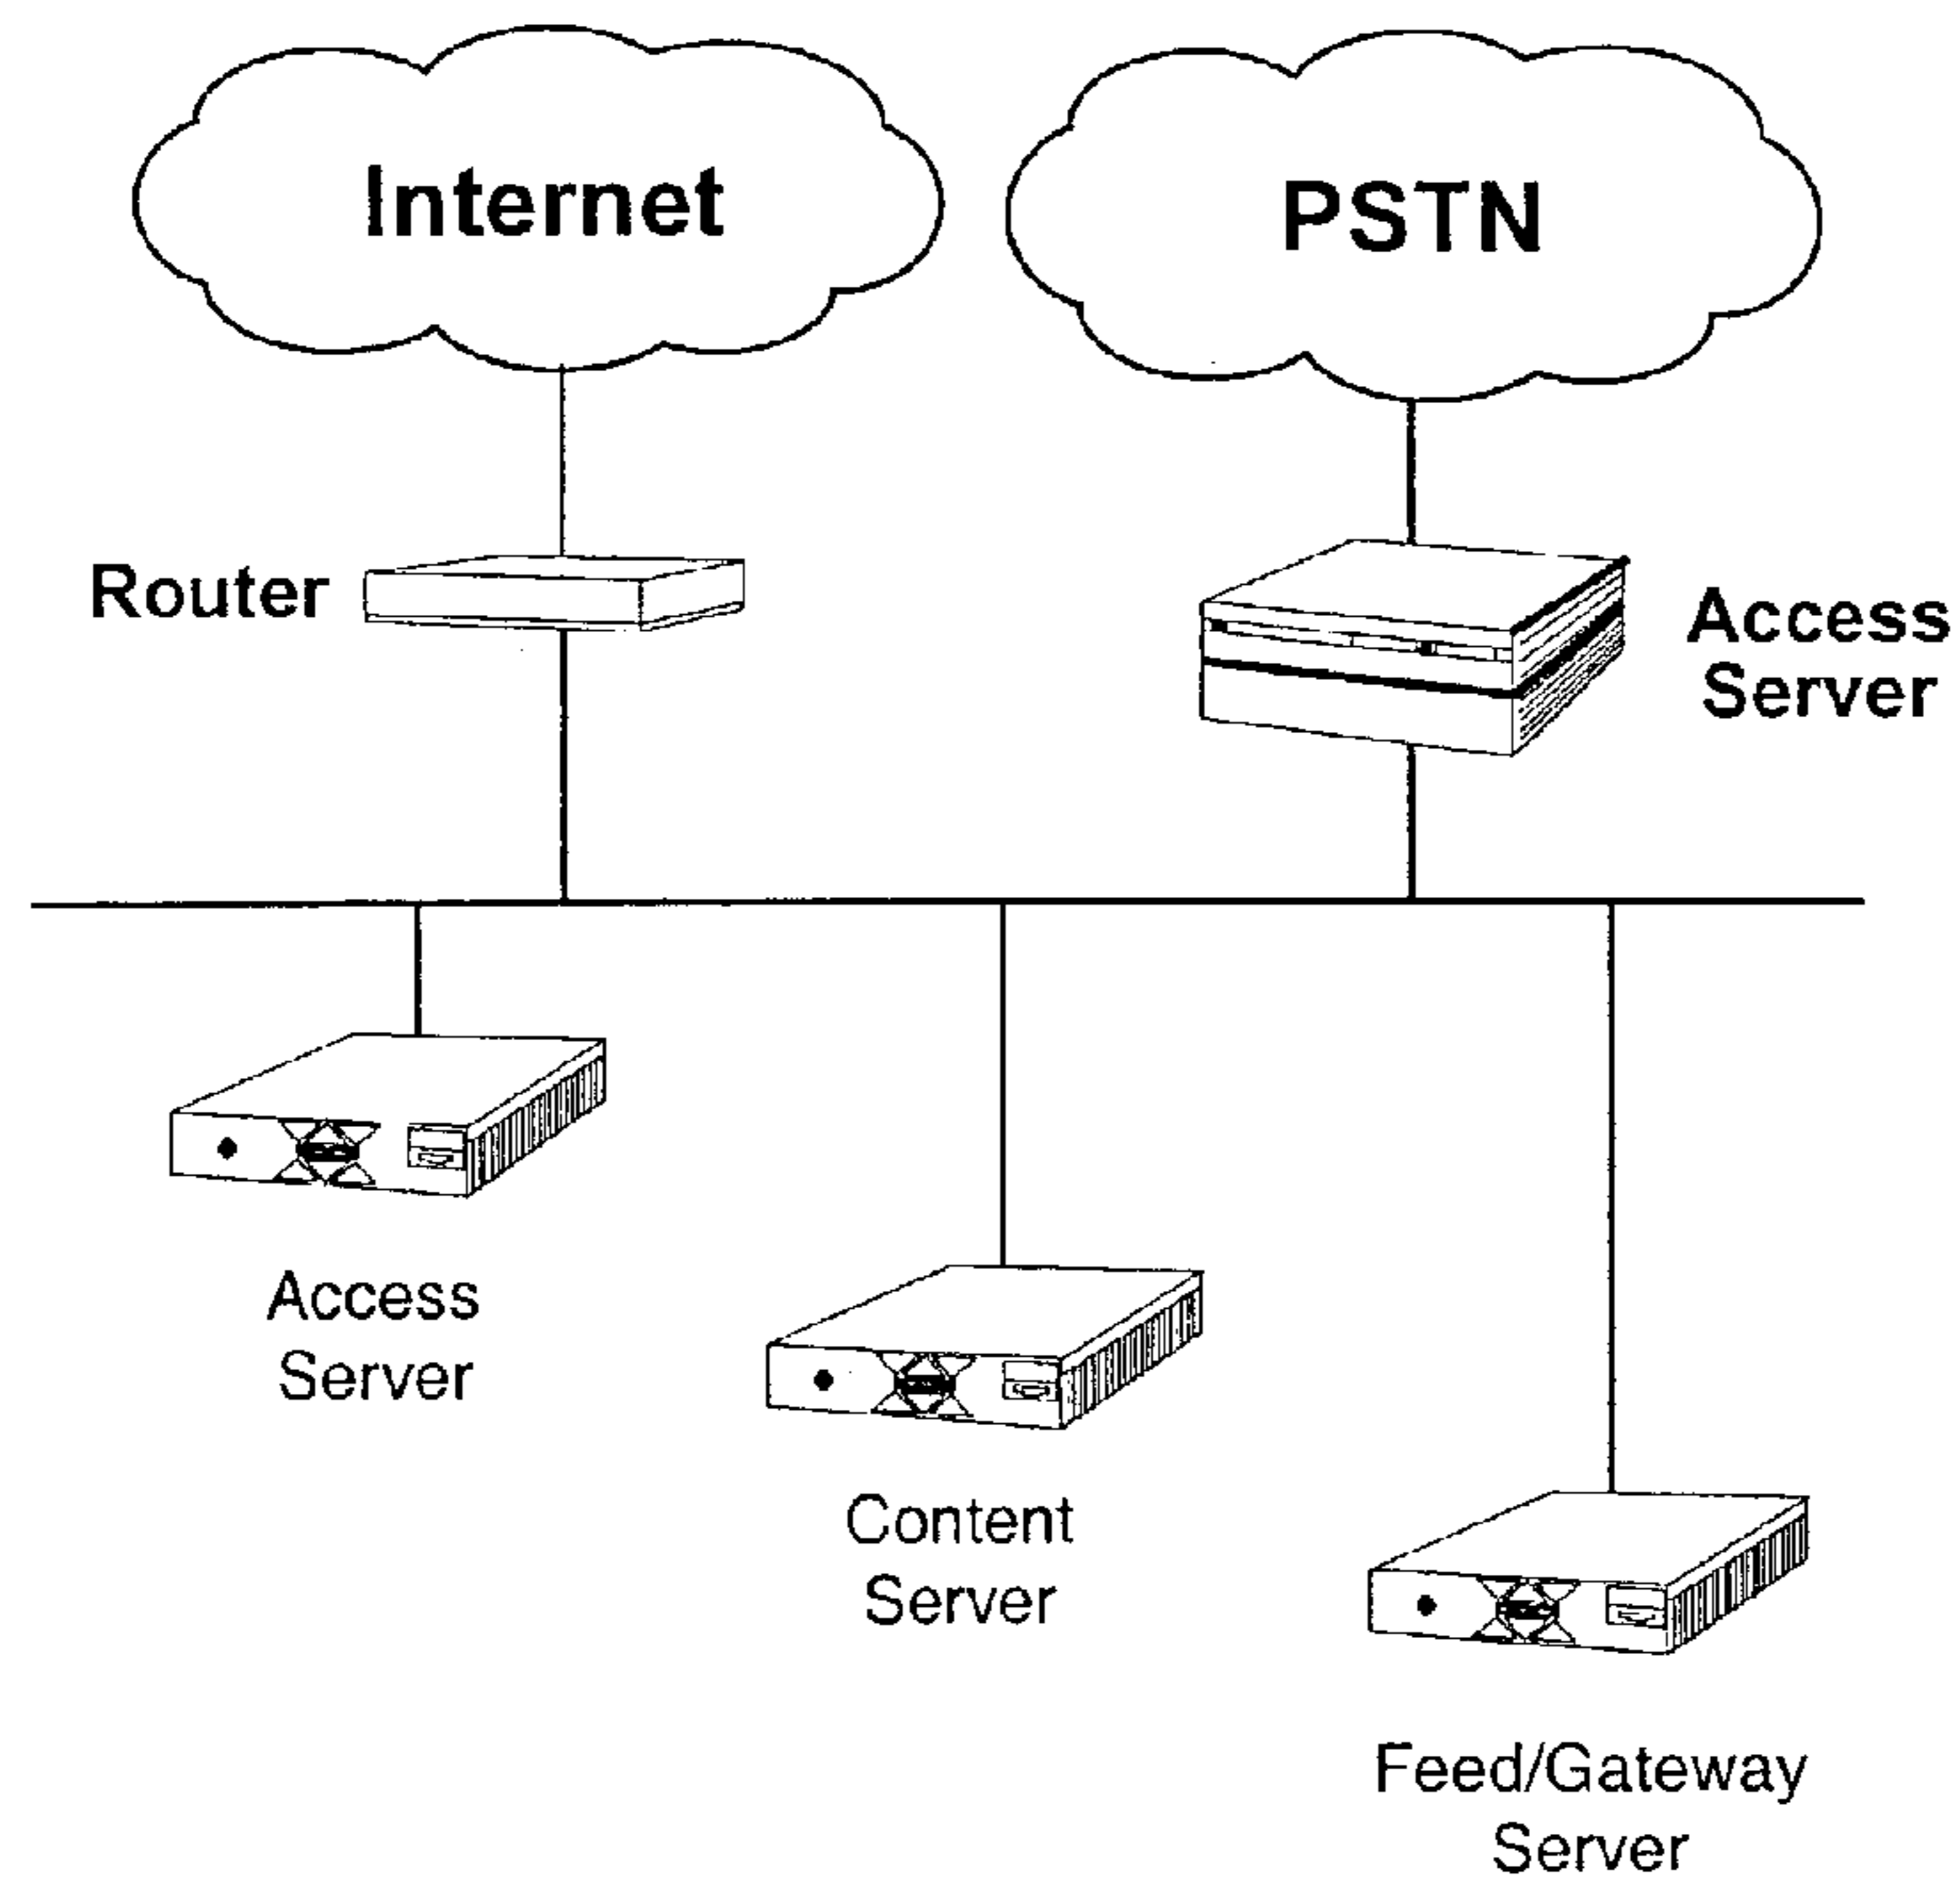 Internet
PSTN
Router
Access
Server
Access
Server
Content
Server
Feed/Gateway
Server